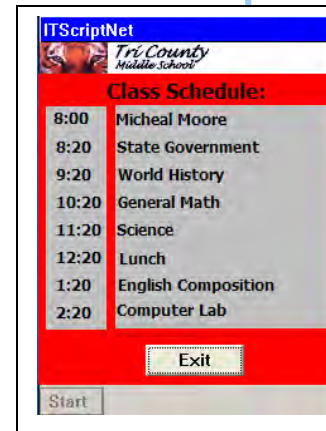 ITScriptNet
Tri County
Middle School
Class Schedule:
8:00 Micheal Moore
8:20 State Government
9:20 World History
10:20 General Math
11:20 Science
12:20 Lunch
1:20 English Composition
2:20 Computer Lab
Exit
Start